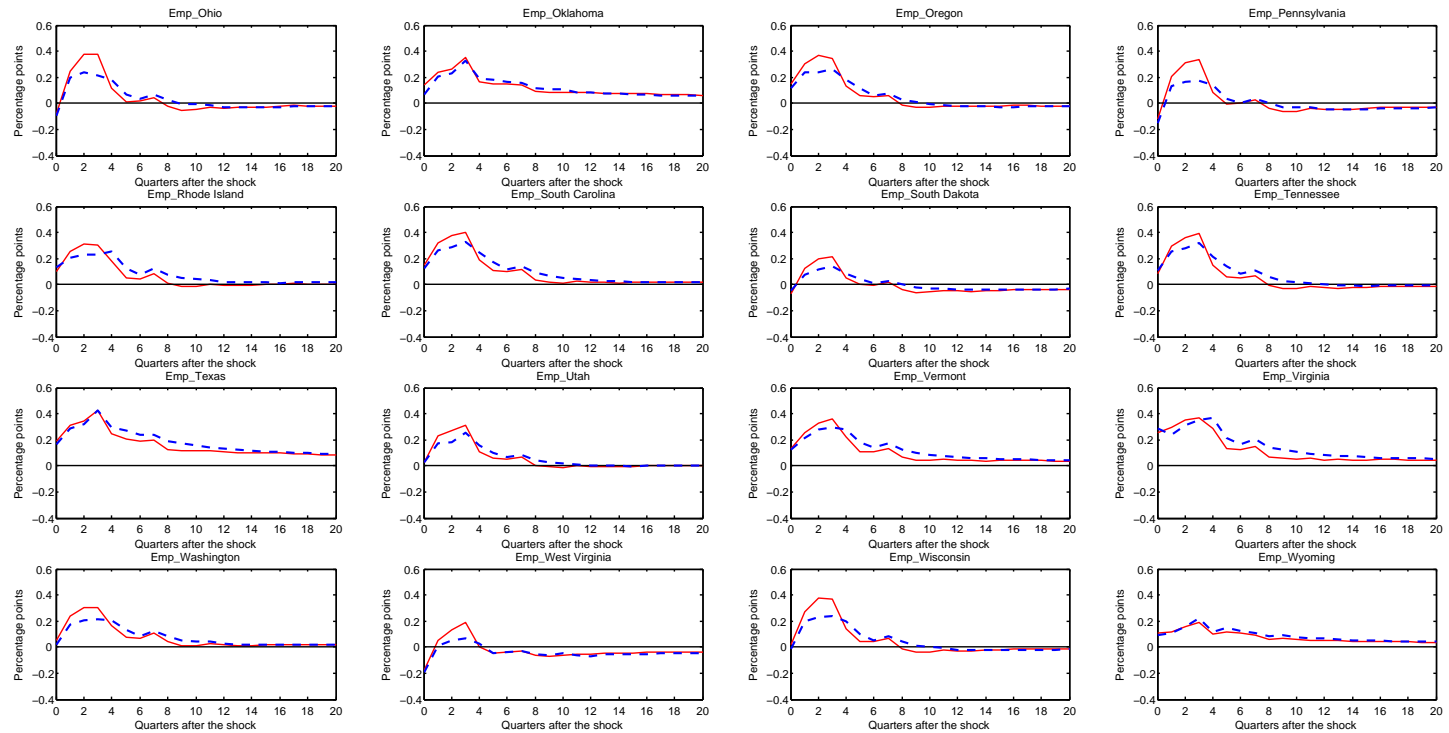 Emp_Ohio
Percentage points
0.6
0.4
0.2
0
−0.2
−0.4
0 2 4 6 8 10 12 14 16 18 20
Quarters after the shock
Emp_Oklahoma
Percentage points
0.6
0.4
0.2
0
−0.2
−0.4
0 2 4 6 8 10 12 14 16 18 20
Quarters after the shock
Emp_Oregon
Percentage points
0.6
0.4
0.2
0
−0.2
−0.4
0 2 4 6 8 10 12 14 16 18 20
Quarters after the shock
Emp_Pennsylvania
Percentage points
0.6
0.4
0.2
0
−0.2
−0.4
0 2 4 6 8 10 12 14 16 18 20
Quarters after the shock
Emp_Rhode Island
Percentage points
0.6
0.4
0.2
0
−0.2
−0.4
0 2 4 6 8 10 12 14 16 18 20
Quarters after the shock
Emp_South Carolina
Percentage points
0.6
0.4
0.2
0
−0.2
−0.4
0 2 4 6 8 10 12 14 16 18 20
Quarters after the shock
Emp_South Dakota
Percentage points
0.6
0.4
0.2
0
−0.2
−0.4
0 2 4 6 8 10 12 14 16 18 20
Quarters after the shock
Emp_Tennessee
Percentage points
0.6
0.4
0.2
0
−0.2
−0.4
0 2 4 6 8 10 12 14 16 18 20
Quarters after the shock
Emp_Texas
Percentage points
0.6
0.4
0.2
0
−0.2
−0.4
0 2 4 6 8 10 12 14 16 18 20
Quarters after the shock
Emp_Utah
Percentage points
0.6
0.4
0.2
0
−0.2
−0.4
0 2 4 6 8 10 12 14 16 18 20
Quarters after the shock
Emp_Vermont
Percentage points
0.6
0.4
0.2
0
−0.2
−0.4
0 2 4 6 8 10 12 14 16 18 20
Quarters after the shock
Emp_Virginia
Percentage points
0.6
0.4
0.2
0
−0.2
−0.4
0 2 4 6 8 10 12 14 16 18 20
Quarters after the shock
Emp_Washington
Percentage points
0.6
0.4
0.2
0
−0.2
−0.4
0 2 4 6 8 10 12 14 16 18 20
Quarters after the shock
Emp_West Virginia
Percentage points
0.6
0.4
0.2
0
−0.2
−0.4
0 2 4 6 8 10 12 14 16 18 20
Quarters after the shock
Emp_Wisconsin
Percentage points
0.6
0.4
0.2
0
−0.2
−0.4
0 2 4 6 8 10 12 14 16 18 20
Quarters after the shock
Emp_Wyoming
Percentage points
0.6
0.4
0.2
0
−0.2
−0.4
0 2 4 6 8 10 12 14 16 18 20
Quarters after the shock